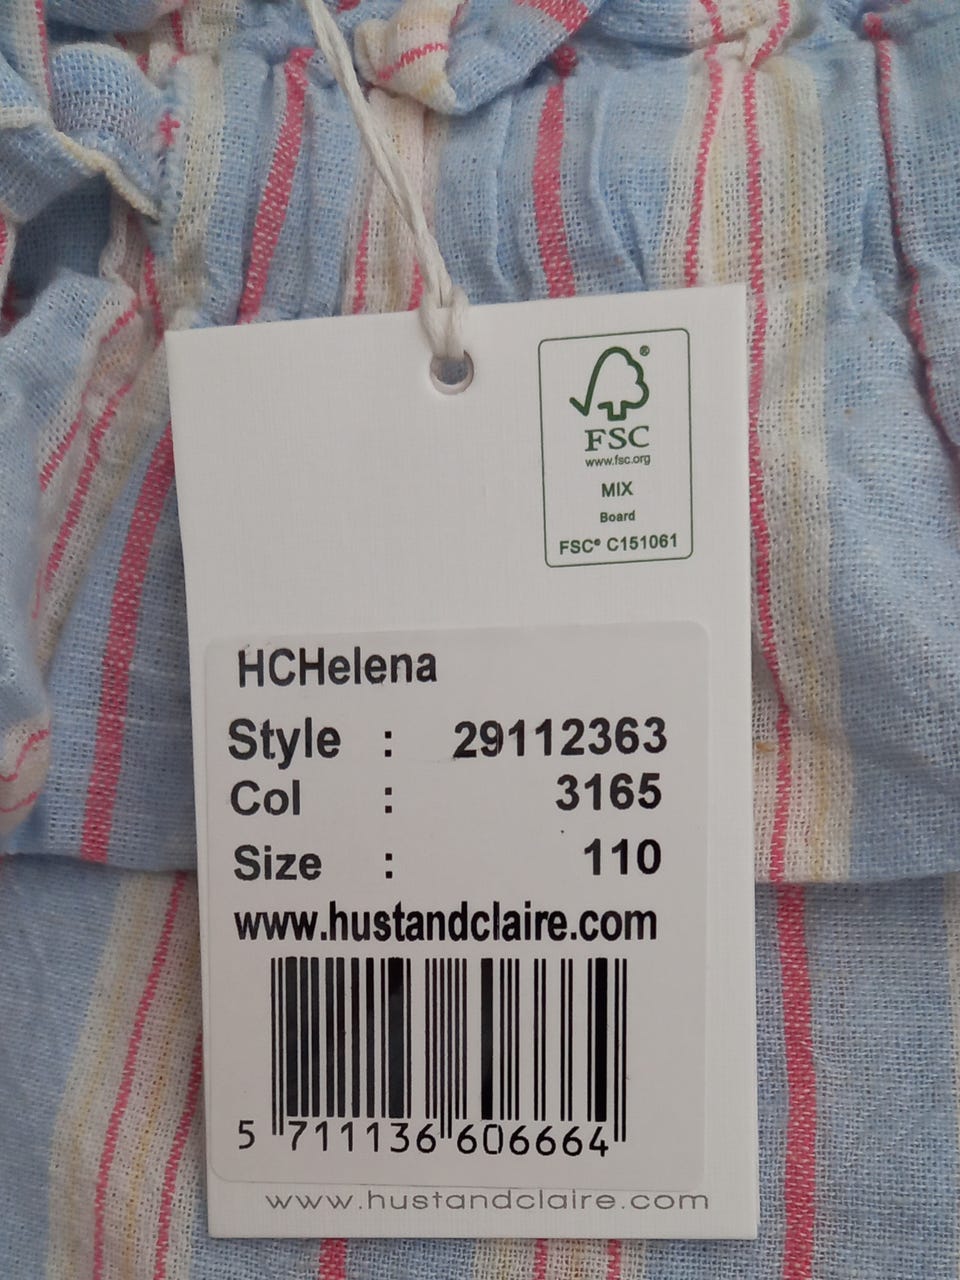 FSC®
www.fsc.org
MIX
Board
FSC® C151061
HCHelena
Style : 29112363
Col : 3165
Size : 110
www.hustandclaire.com
5 711136 606664
www.hustandclaire.com